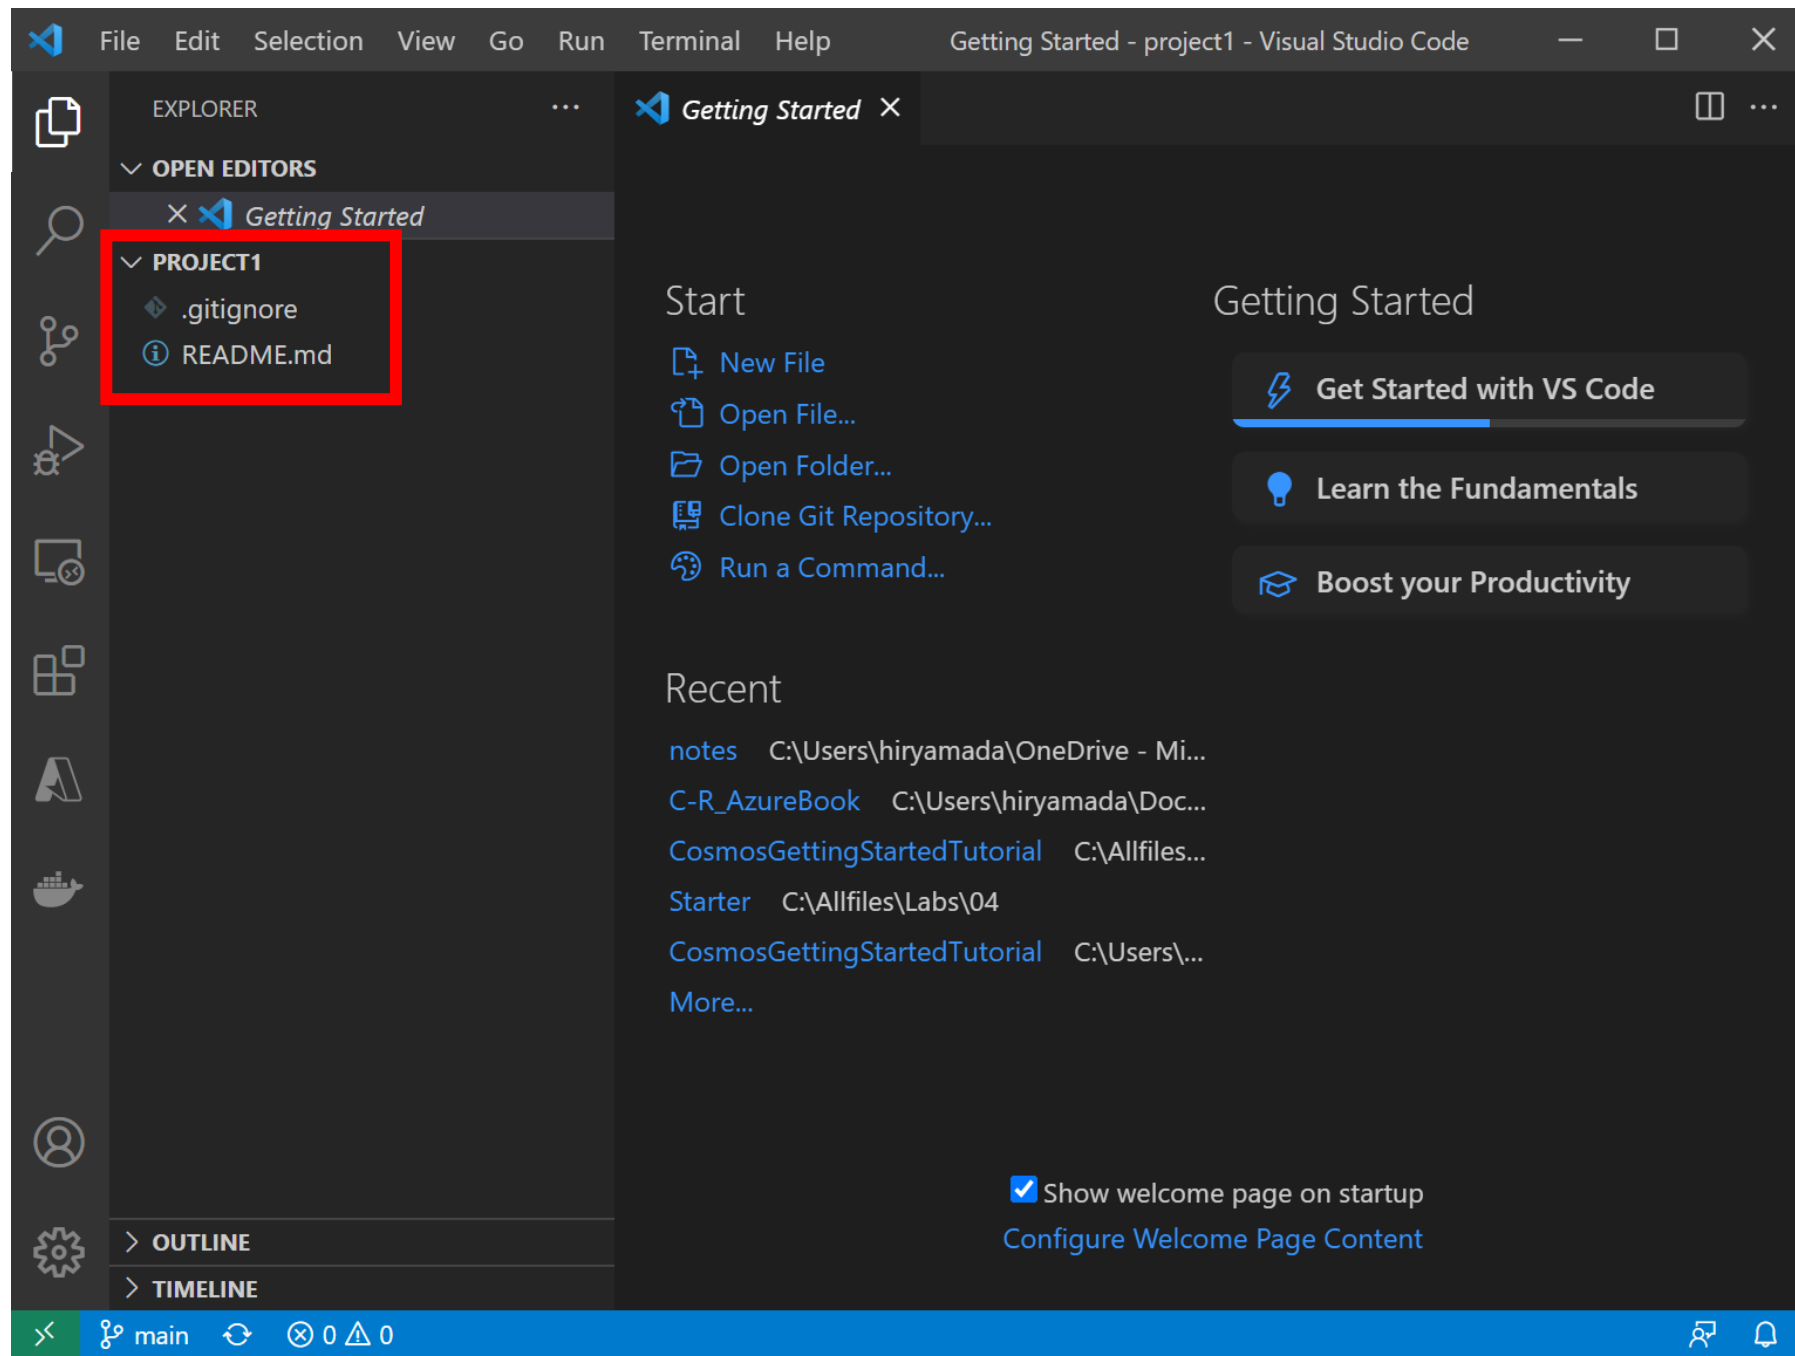 File Edit Selection View Go Run Terminal Help Getting Started - project1 - Visual Studio Code
EXPLORER
OPEN EDITORS
Getting Started
PROJECT1
.gitignore
README.md
OUTLINE
TIMELINE
Getting Started
Start
New File
Open File...
Open Folder...
Clone Git Repository...
Run a Command...
Recent
notes C:\Users\hiryamada\OneDrive - Mi...
C-R_AzureBook C:\Users\hiryamada\Doc...
CosmosGettingStartedTutorial C:\Allfiles...
Starter C:\Allfiles\Labs\04
CosmosGettingStartedTutorial C:\Users\...
More...
Getting Started
Get Started with VS Code
Learn the Fundamentals
Boost your Productivity
Show welcome page on startup
Configure Welcome Page Content
main 0 0